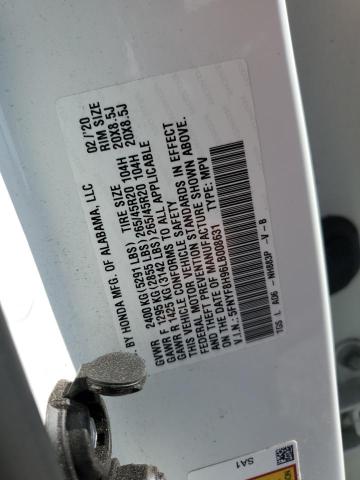 BY HONDA MFG. OF ALABAMA, LLC 02 /'20
TIRE SIZE RIM SIZE
GVWR 2400 KG (5291 LBS)
GAWR F 1295 KG (2855 LBS) 265/45R20 104H 20X8.5J
GAWR R 1425 KG (3142 LBS) 265/45R20 104H 20X8.5J
THIS VEHICLE CONFORMS TO ALL APPLICABLE
FEDERAL MOTOR VEHICLE SAFETY STANDARDS IN EFFECT
THEFT PREVENTION STANDARDS IN EFFECT
ON THE DATE OF MANUFACTURE SHOWN ABOVE.
V.I.N.: TYPE: MPV
TGS L A06 -NH883P -V-B
SA1